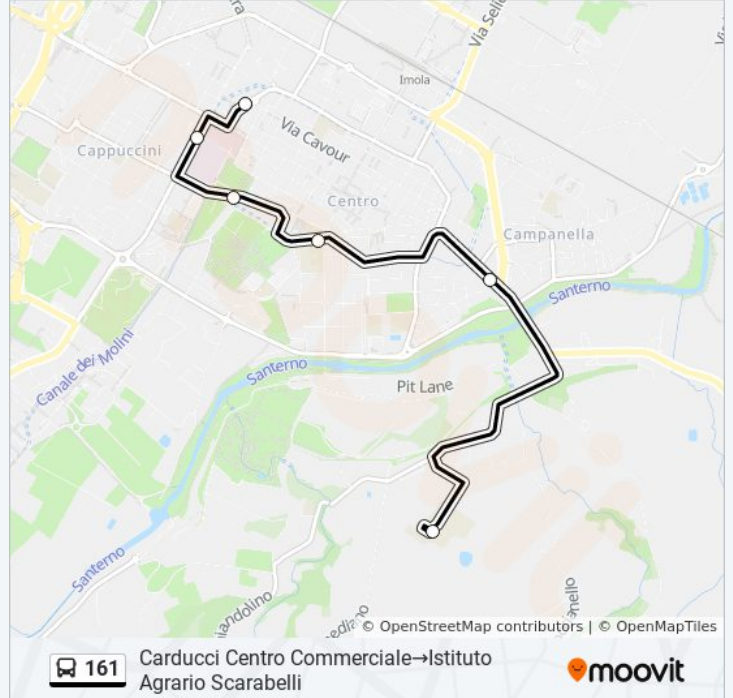 Via Selic
Imola
Via Cavour
Cappuccini
Centro
Campanella
Santerno
Canale dei Molini
Santerno
Pit Lane
Santerno
© OpenStreetMap contributors | © OpenMapTiles
161
Carducci Centro Commerciale→Istituto
Agrario Scarabelli
moovit